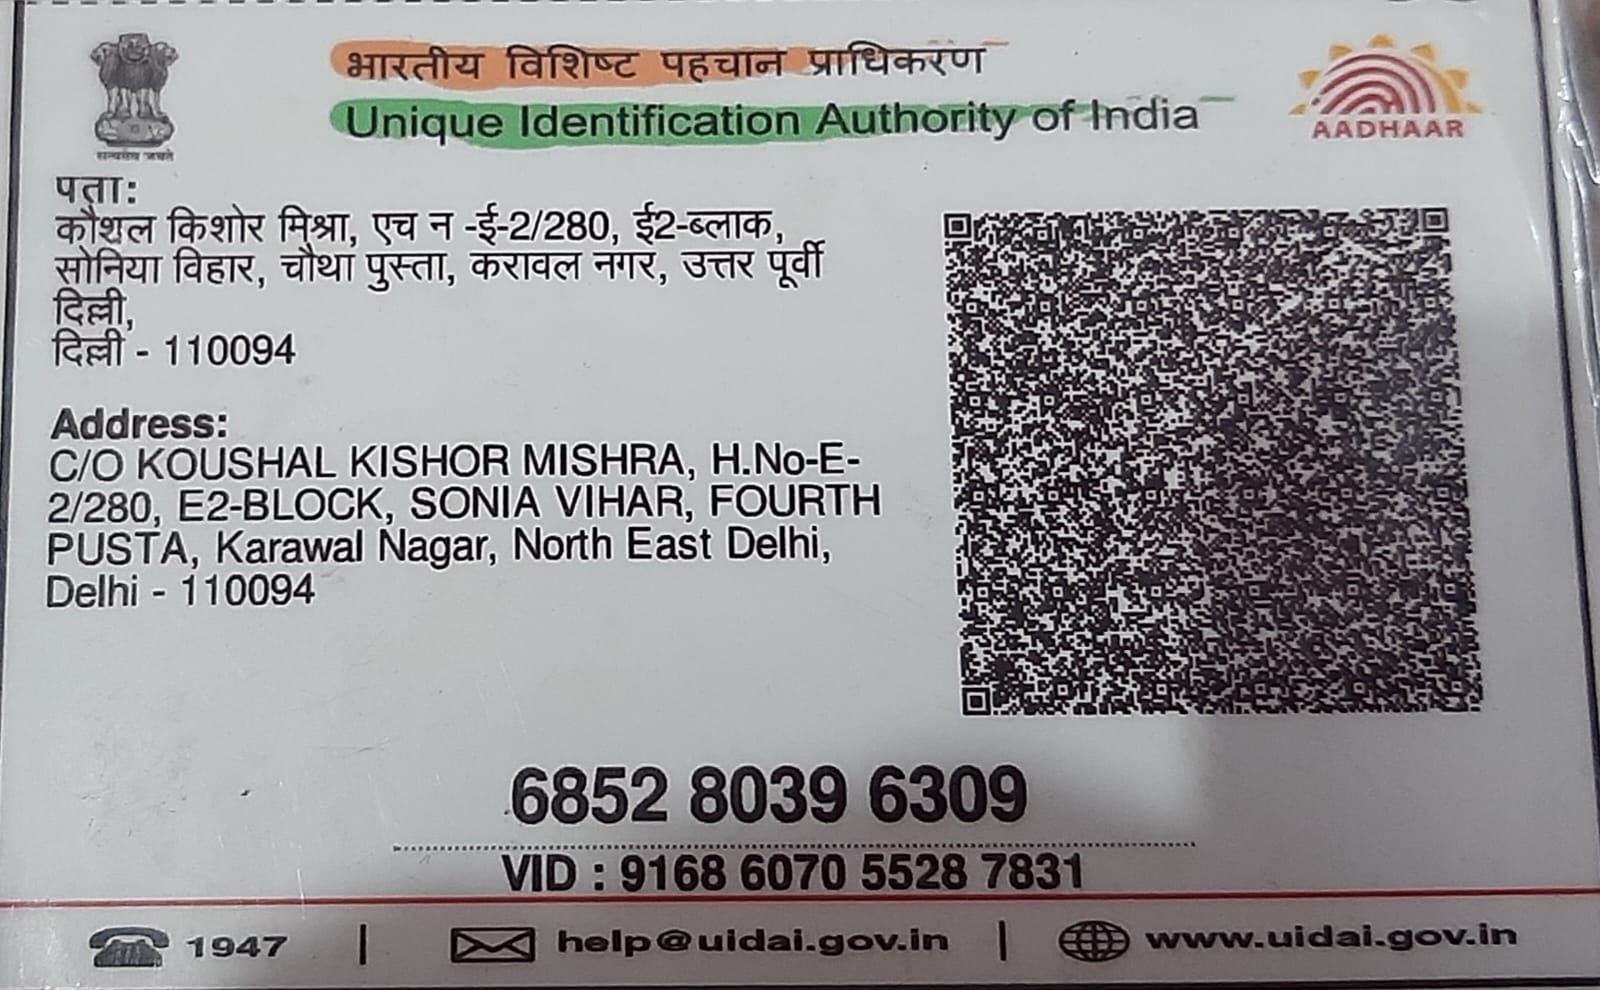 भारतीय विशिष्ट पहचान प्राधिकरण
Unique Identification Authority of India
AADHAAR
सत्यमेव जयते
पता:
कौशल किशोर मिश्रा, एच न -ई-2/280, ई2-ब्लाक,
सोनिया विहार, चौथा पुस्ता, करावल नगर, उत्तर पूर्वी
दिल्ली,
दिल्ली - 110094
Address:
C/O KOUSHAL KISHOR MISHRA, H.No-E-
2/280, E2-BLOCK, SONIA VIHAR, FOURTH
PUSTA, Karawal Nagar, North East Delhi,
Delhi - 110094
6852 8039 6309
VID : 9168 6070 5528 7831
1947 | help@uidai.gov.in | www.uidai.gov.in